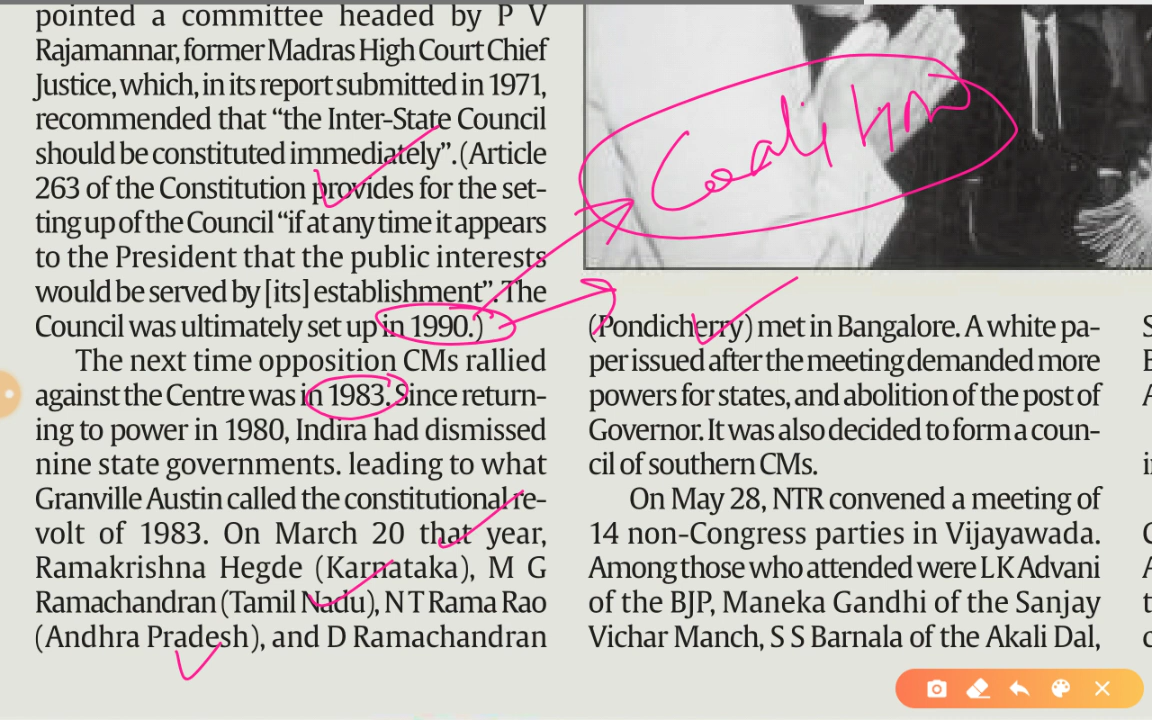 pointed a committee headed by P V
Rajamannar, former Madras High Court Chief
Justice, which, in its report submitted in 1971,
recommended that “the Inter-State Council
should be constituted immediately”. (Article
263 of the Constitution provides for the set-
ting up of the Council “if at any time it appears
to the President that the public interests
would be served by [its] establishment”. The
Council was ultimately set up in 1990.)
The next time opposition CMs rallied
against the Centre was in 1983. Since return-
ing to power in 1980, Indira had dismissed
nine state governments. leading to what
Granville Austin called the constitutional re-
volt of 1983. On March 20 that year,
Ramakrishna Hegde (Karnataka), M G
Ramachandran (Tamil Nadu), N T Rama Rao
(Andhra Pradesh), and D Ramachandran
Coalition
(Pondicherry) met in Bangalore. A white pa-
per issued after the meeting demanded more
powers for states, and abolition of the post of
Governor. It was also decided to form a coun-
cil of southern CMs.
On May 28, NTR convened a meeting of
14 non-Congress parties in Vijayawada.
Among those who attended were L K Advani
of the BJP, Maneka Gandhi of the Sanjay
Vichar Manch, S S Barnala of the Akali Dal,